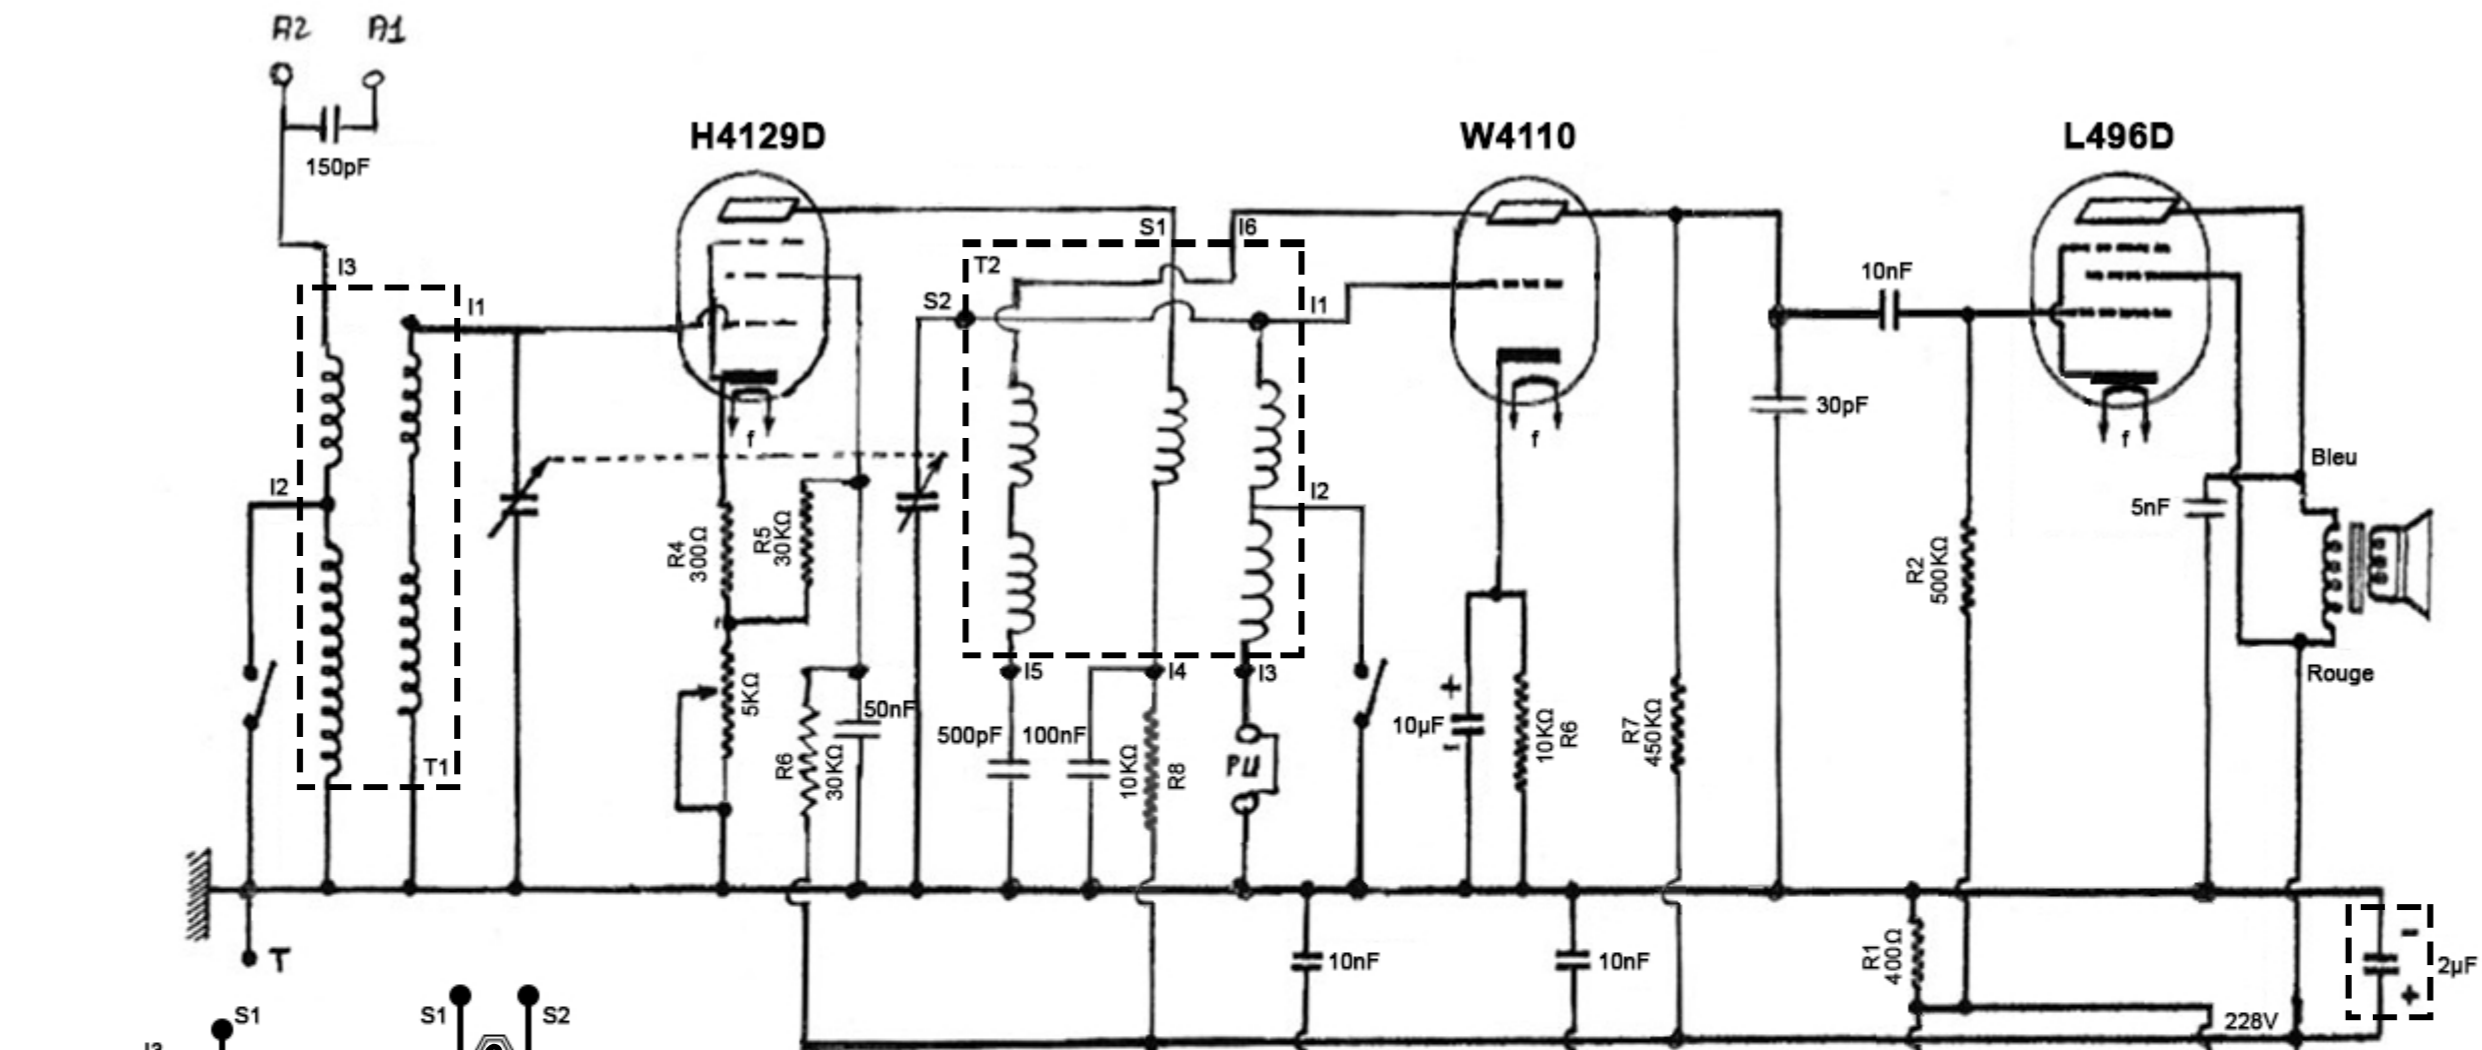 A2 A1
150pF
H4129D
W4110
L496D
I3
I1
S1
I6
T2
S2
I1
10nF
30pF
f
f
f
Bleu
I2
I2
5nF
R4
300Ω
R5
30KΩ
R2
500KΩ
I5
I4
I3
Rouge
5KΩ
50nF
500pF
100nF
10KΩ
R8
PU
+
10µF
-
10KΩ
R6
R7
450KΩ
T1
R6
30KΩ
T
10nF
10nF
R1
400Ω
-
2µF
+
S1
S1
S2
228V